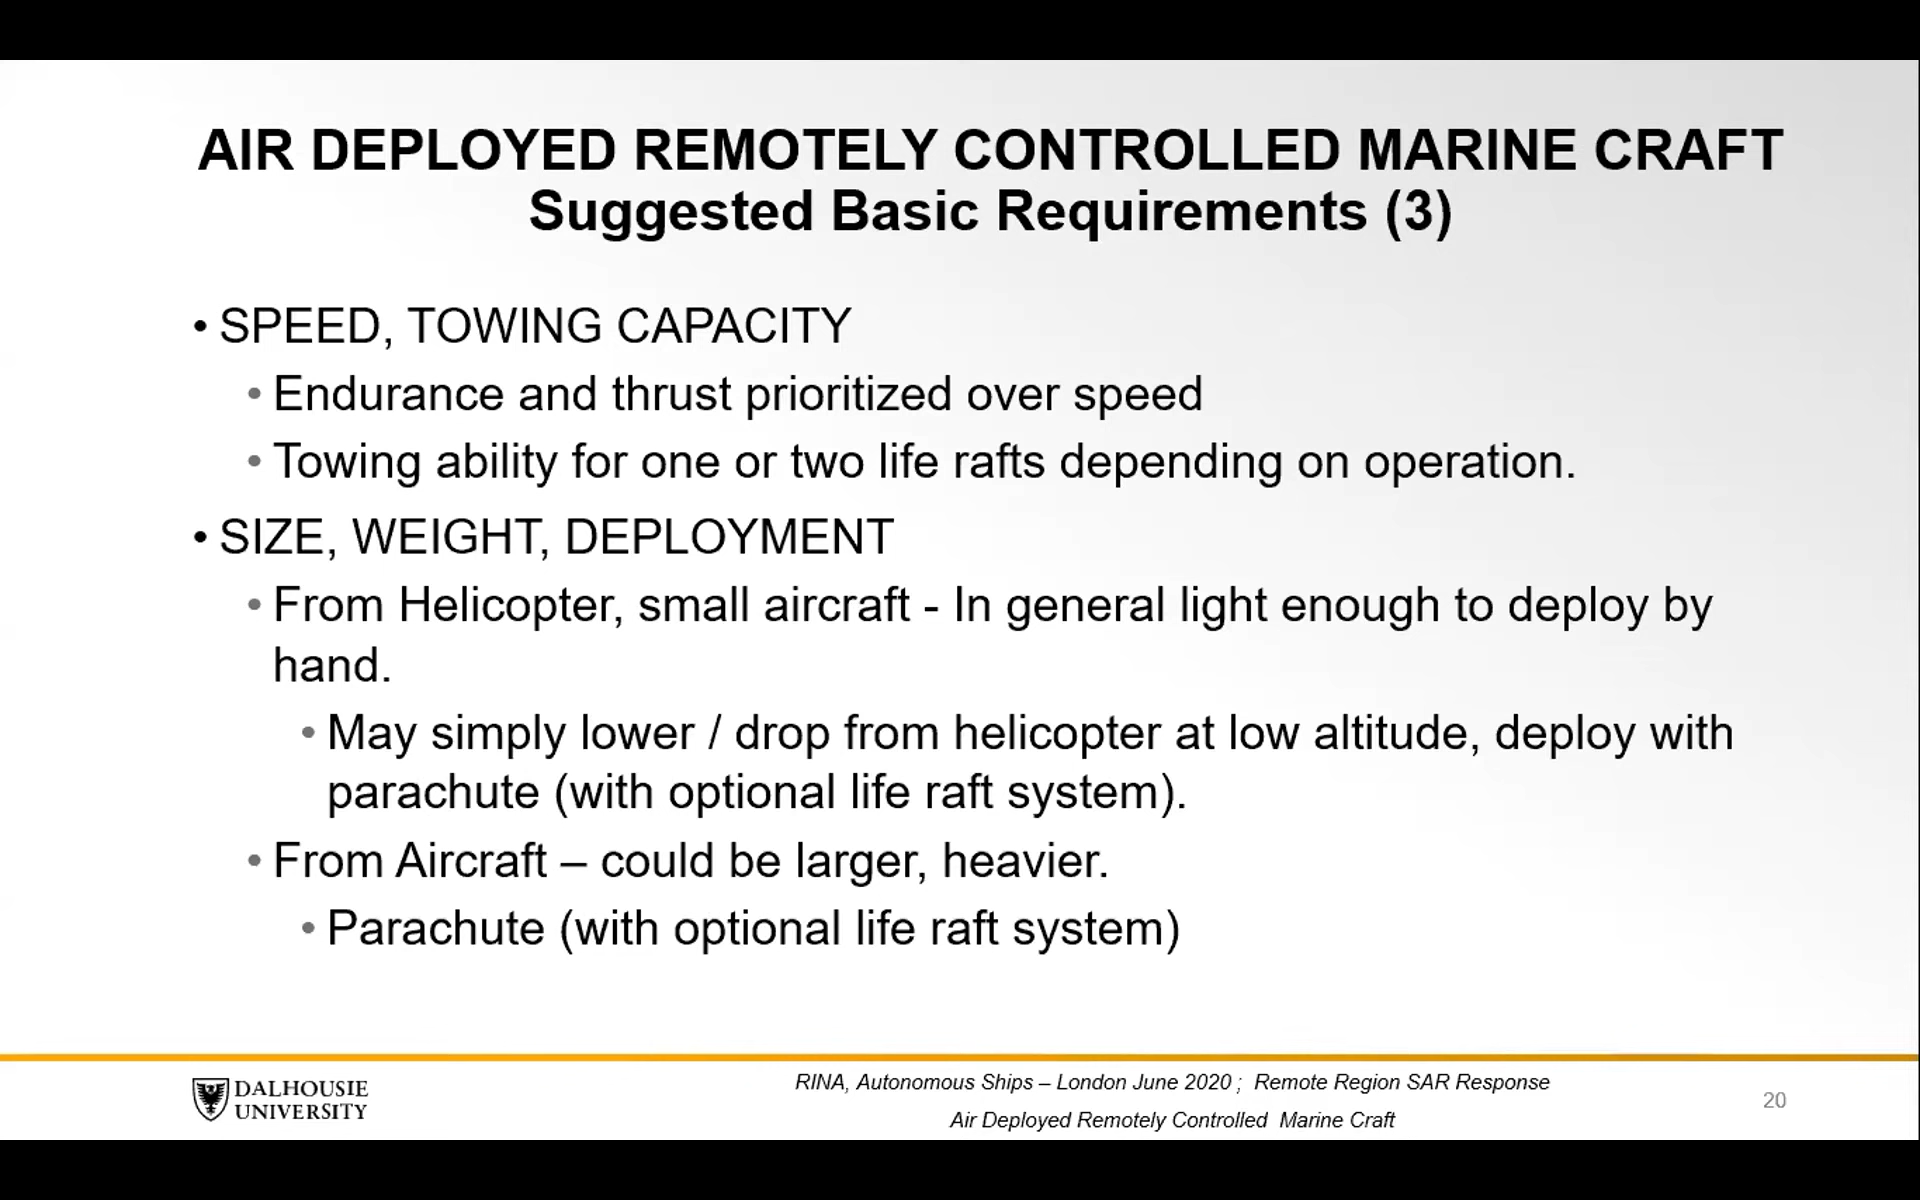 AIR DEPLOYED REMOTELY CONTROLLED MARINE CRAFT
Suggested Basic Requirements (3)
• SPEED, TOWING CAPACITY
• Endurance and thrust prioritized over speed
• Towing ability for one or two life rafts depending on operation.
• SIZE, WEIGHT, DEPLOYMENT
• From Helicopter, small aircraft - In general light enough to deploy by
hand.
• May simply lower / drop from helicopter at low altitude, deploy with
parachute (with optional life raft system).
• From Aircraft – could be larger, heavier.
• Parachute (with optional life raft system)
DALHOUSIE
UNIVERSITY
RINA, Autonomous Ships – London June 2020 ; Remote Region SAR Response
Air Deployed Remotely Controlled Marine Craft
20